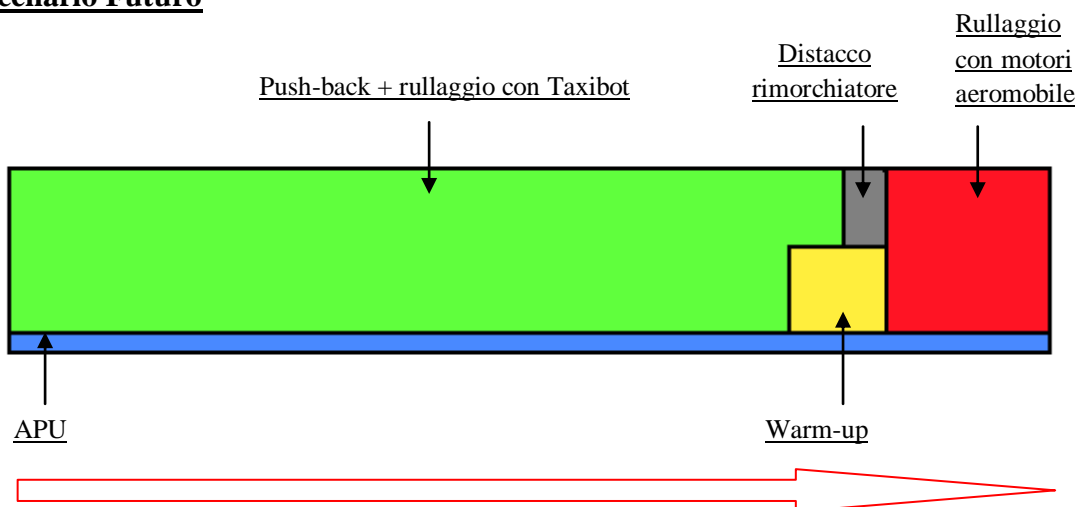 Scenario Futuro
Push-back + rullaggio con Taxibot
Distacco
rimorchiatore
Rullaggio
con motori
aeromobile
APU
Warm-up